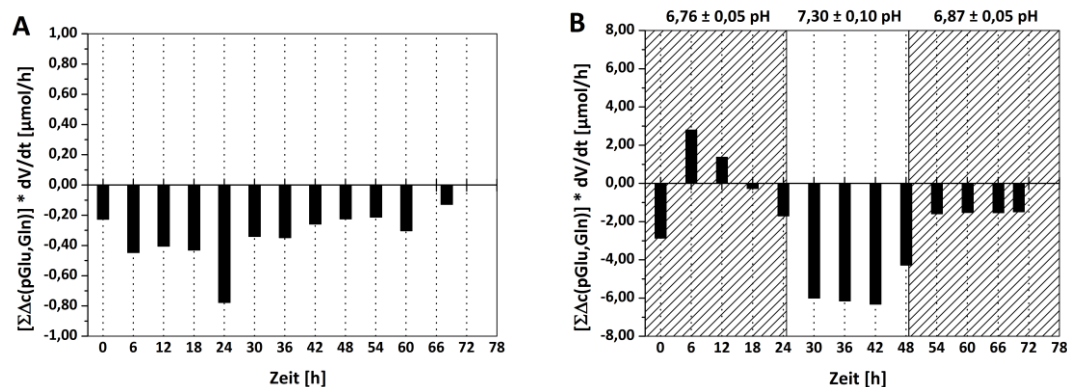 A
[ΣΔc(pGlu,Gln)] * dV/dt [µmol/h]
1,00
0,80
0,60
0,40
0,20
0,00
-0,20
-0,40
-0,60
-0,80
-1,00
0 6 12 18 24 30 36 42 48 54 60 66 72 78
Zeit [h]
B
6,76 ± 0,05 pH 7,30 ± 0,10 pH 6,87 ± 0,05 pH
[ΣΔc(pGlu,Gln)] * dV/dt [µmol/h]
8,00
6,00
4,00
2,00
0,00
-2,00
-4,00
-6,00
-8,00
0 6 12 18 24 30 36 42 48 54 60 66 72 78
Zeit [h]